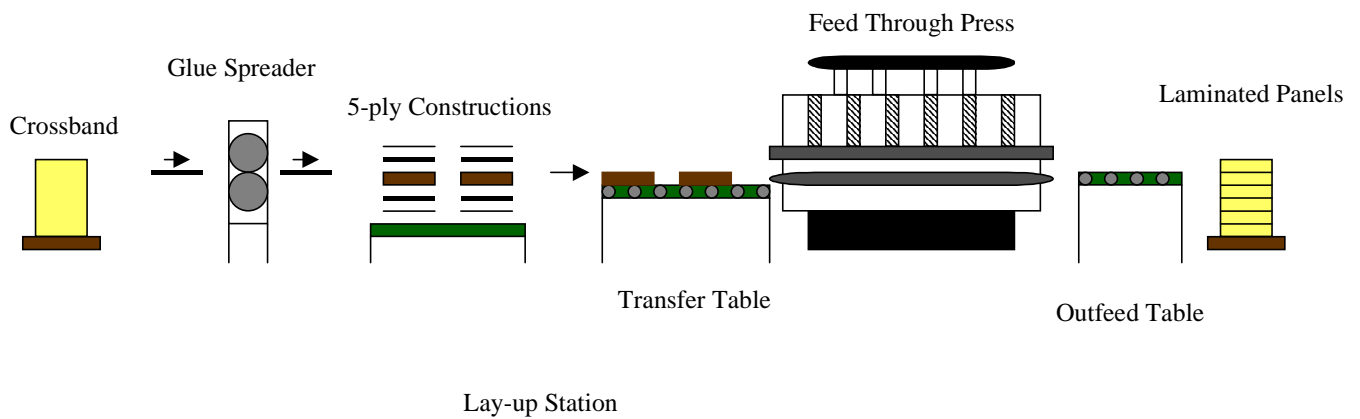 Feed Through Press
Glue Spreader
5-ply Constructions
Laminated Panels
Crossband
Transfer Table
Outfeed Table
Lay-up Station